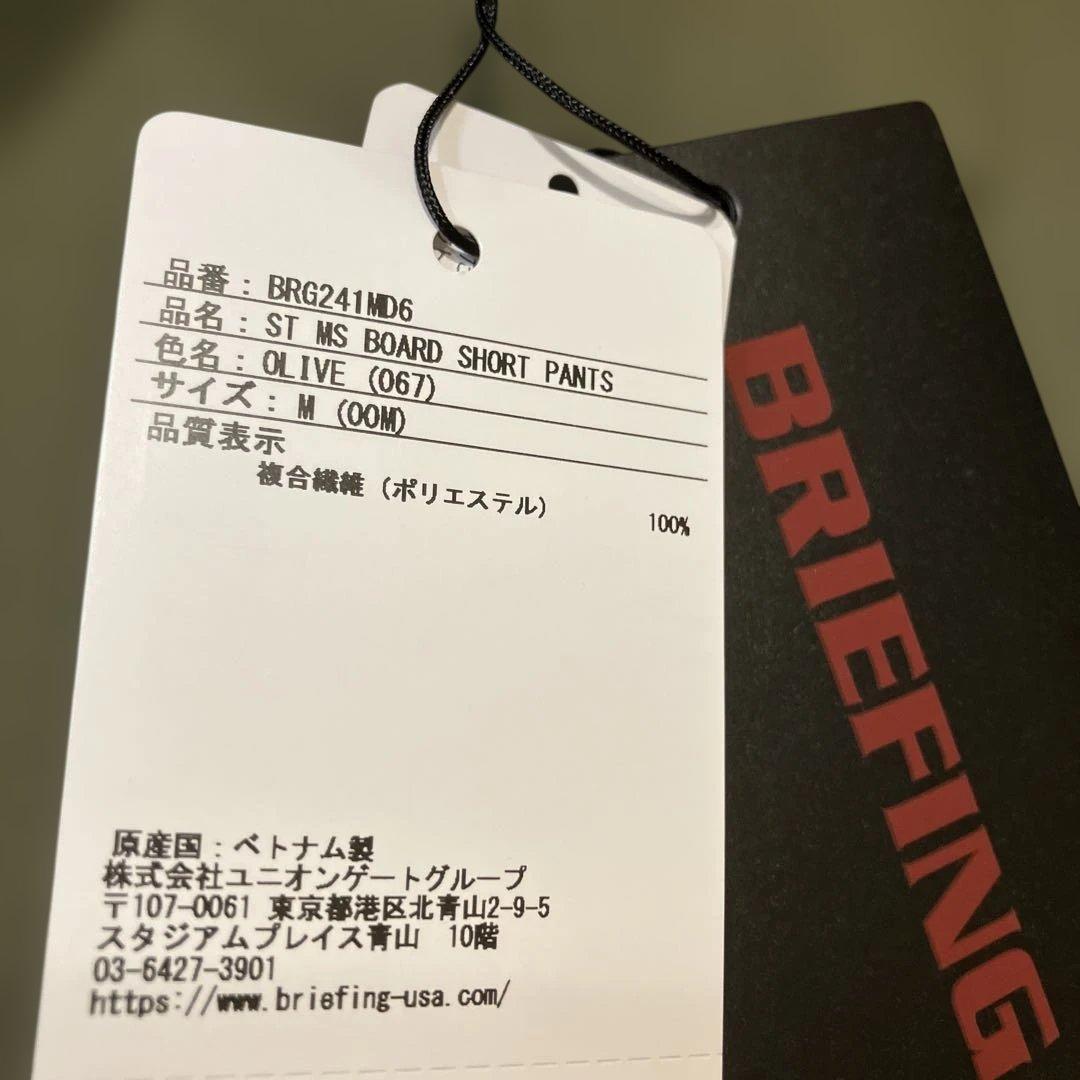 品番：BRG241MD6
品名：ST MS BOARD SHORT PANTS
色名：OLIVE (067)
サイズ：M (00M)
品質表示
複合繊維（ポリエステル） 100%
原産国：ベトナム製
株式会社ユニオンゲートグループ
〒107-0061 東京都港区北青山2-9-5
スタジアムプレイス青山 10階
03-6427-3901
https://www.briefing-usa.com/
BRIEFING